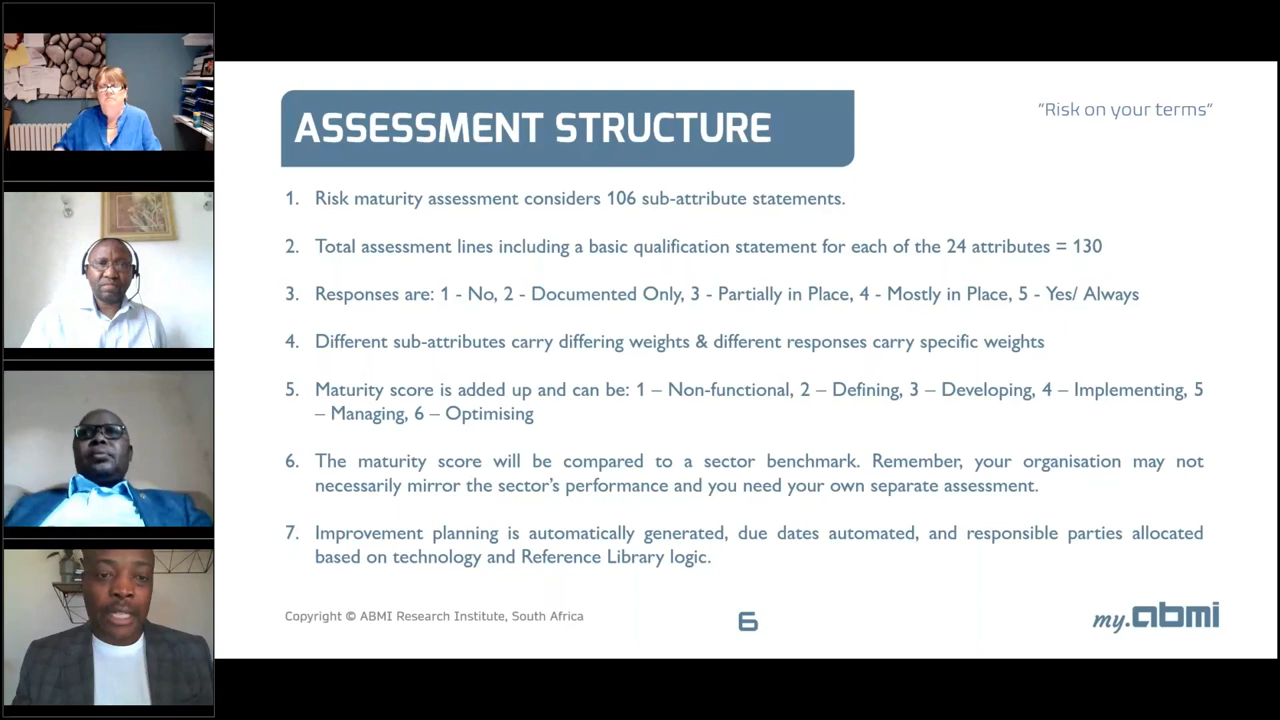 ASSESSMENT STRUCTURE
"Risk on your terms"
1. Risk maturity assessment considers 106 sub-attribute statements.
2. Total assessment lines including a basic qualification statement for each of the 24 attributes = 130
3. Responses are: 1 - No, 2 - Documented Only, 3 - Partially in Place, 4 - Mostly in Place, 5 - Yes/ Always
4. Different sub-attributes carry differing weights & different responses carry specific weights
5. Maturity score is added up and can be: 1 – Non-functional, 2 – Defining, 3 – Developing, 4 – Implementing, 5
– Managing, 6 – Optimising
6. The maturity score will be compared to a sector benchmark. Remember, your organisation may not
necessarily mirror the sector's performance and you need your own separate assessment.
7. Improvement planning is automatically generated, due dates automated, and responsible parties allocated
based on technology and Reference Library logic.
Copyright © ABMI Research Institute, South Africa
6
my.abmi